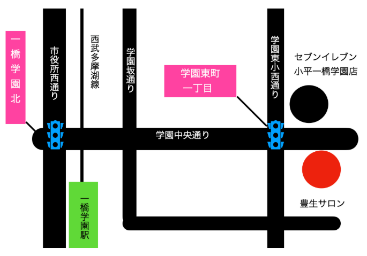 一橋学園北
市役所西通り
西武多摩湖線
学園坂通り
学園東町
一丁目
学園東小西通り
セブンイレブン
小平一橋学園店
学園中央通り
一橋学園駅
豊生サロン